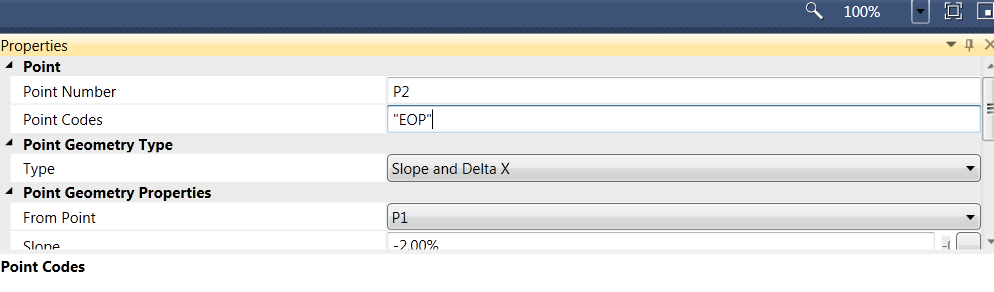 100%
Properties
Point
Point Number P2
Point Codes "EOP"
Point Geometry Type
Type Slope and Delta X
Point Geometry Properties
From Point P1
Slope -2.00%
Point Codes